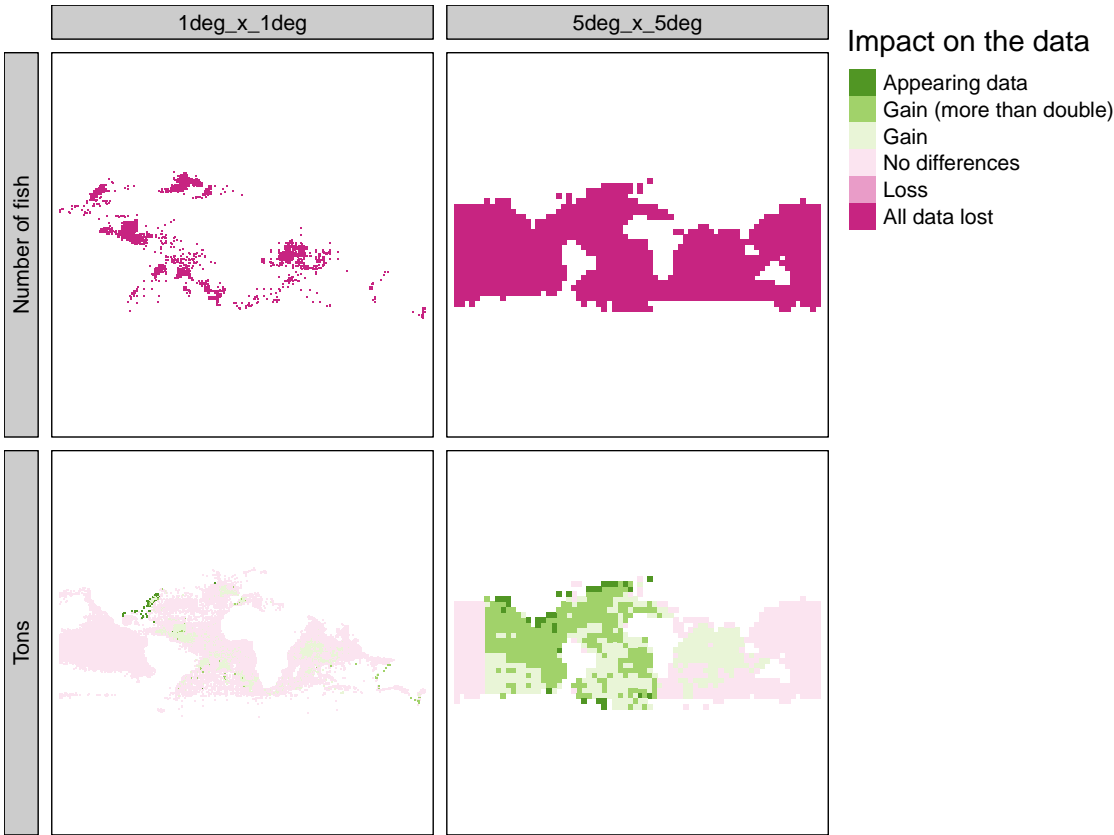 1deg_x_1deg
5deg_x_5deg
Impact on the data
Appearing data
Gain (more than double)
Gain
No differences
Loss
All data lost
Number of fish
Tons